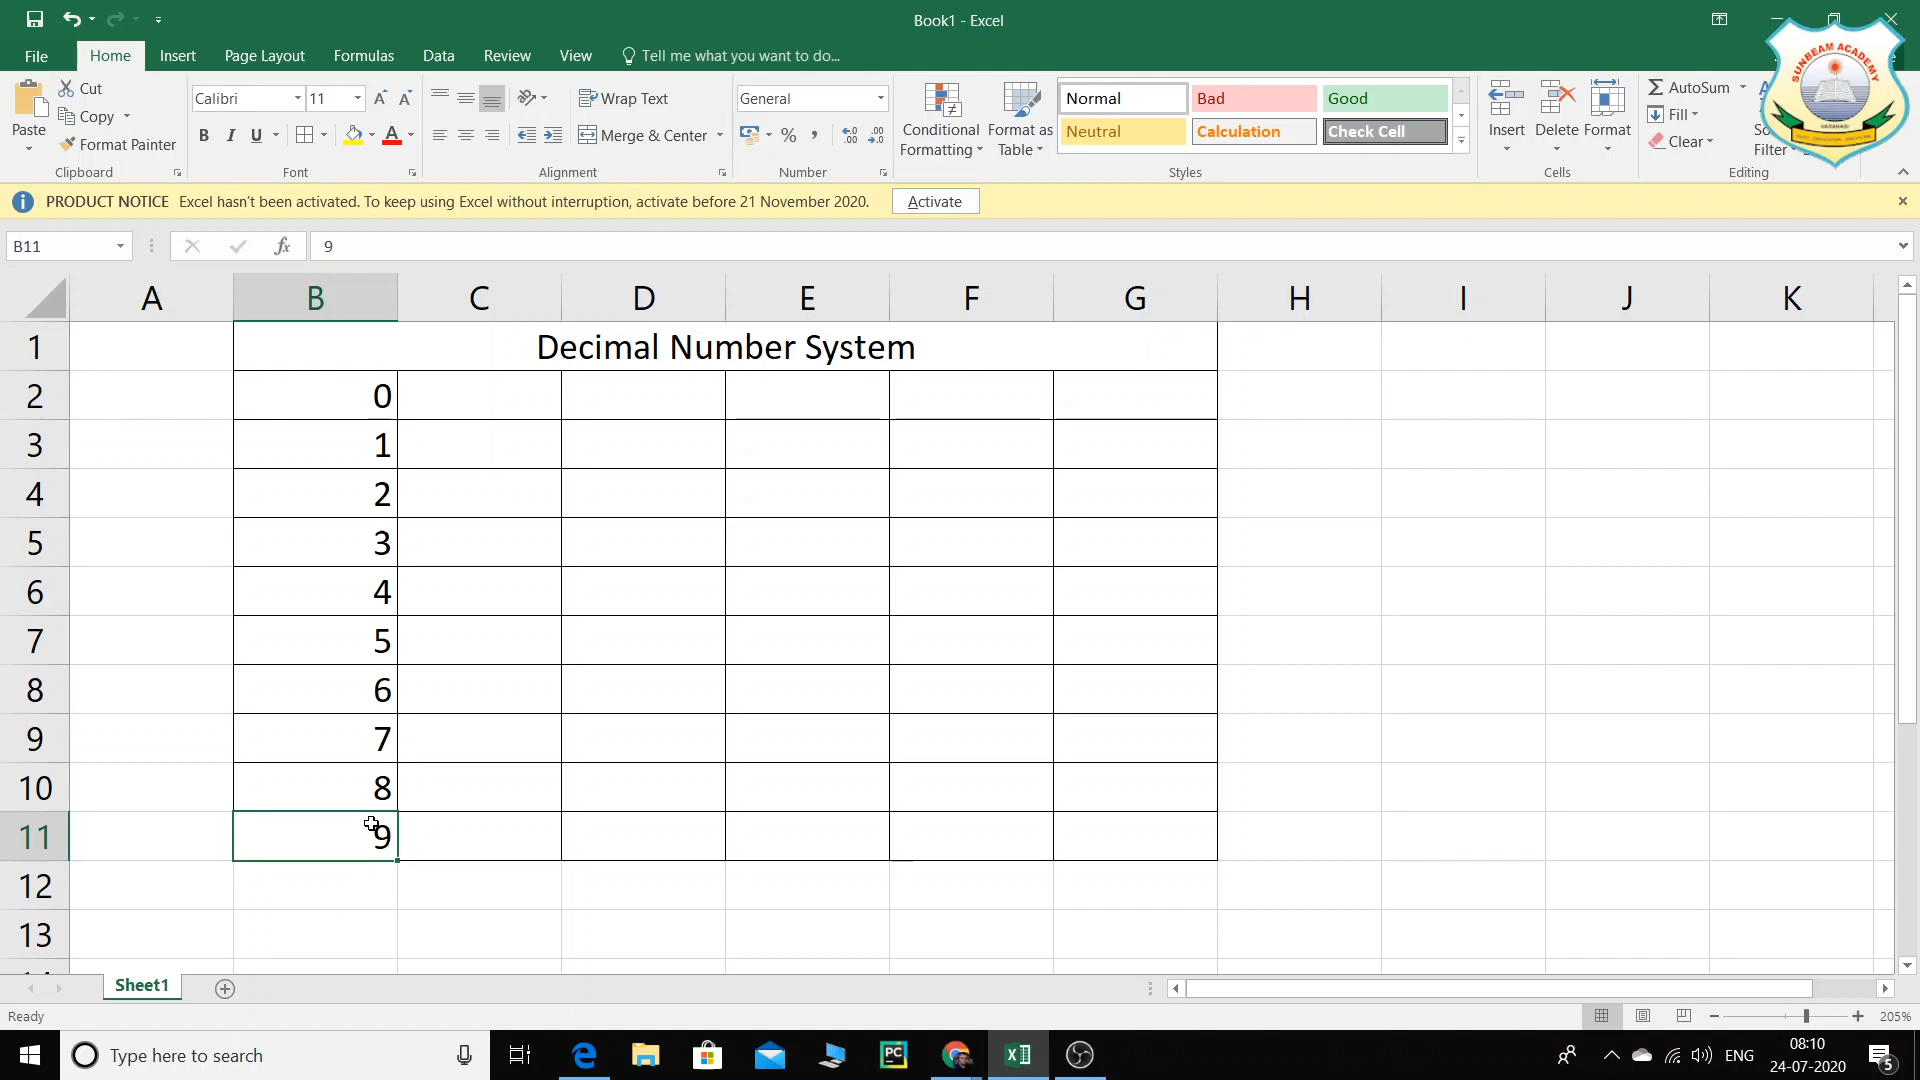 Book1 - Excel
File Home Insert Page Layout Formulas Data Review View Tell me what you want to do...
Paste
Cut
Copy
Format Painter
Clipboard
Calibri 11
B I U
Font
Wrap Text
Merge & Center
Alignment
General
%
Number
Conditional Formatting
Format as Table
Normal Bad Good
Neutral Calculation Check Cell
Styles
Insert Delete Format
Cells
AutoSum
Fill
Clear
Filter
Editing
SUNBEAM ACADEMY
VARANASI
PRODUCT NOTICE Excel hasn't been activated. To keep using Excel without interruption, activate before 21 November 2020. Activate
B11 fx 9
A B C D E F G H I J K
1 Decimal Number System
2 0
3 1
4 2
5 3
6 4
7 5
8 6
9 7
10 8
11 9
12
13
Sheet1
Ready 205%
Type here to search PC ENG 08:10
24-07-2020
5